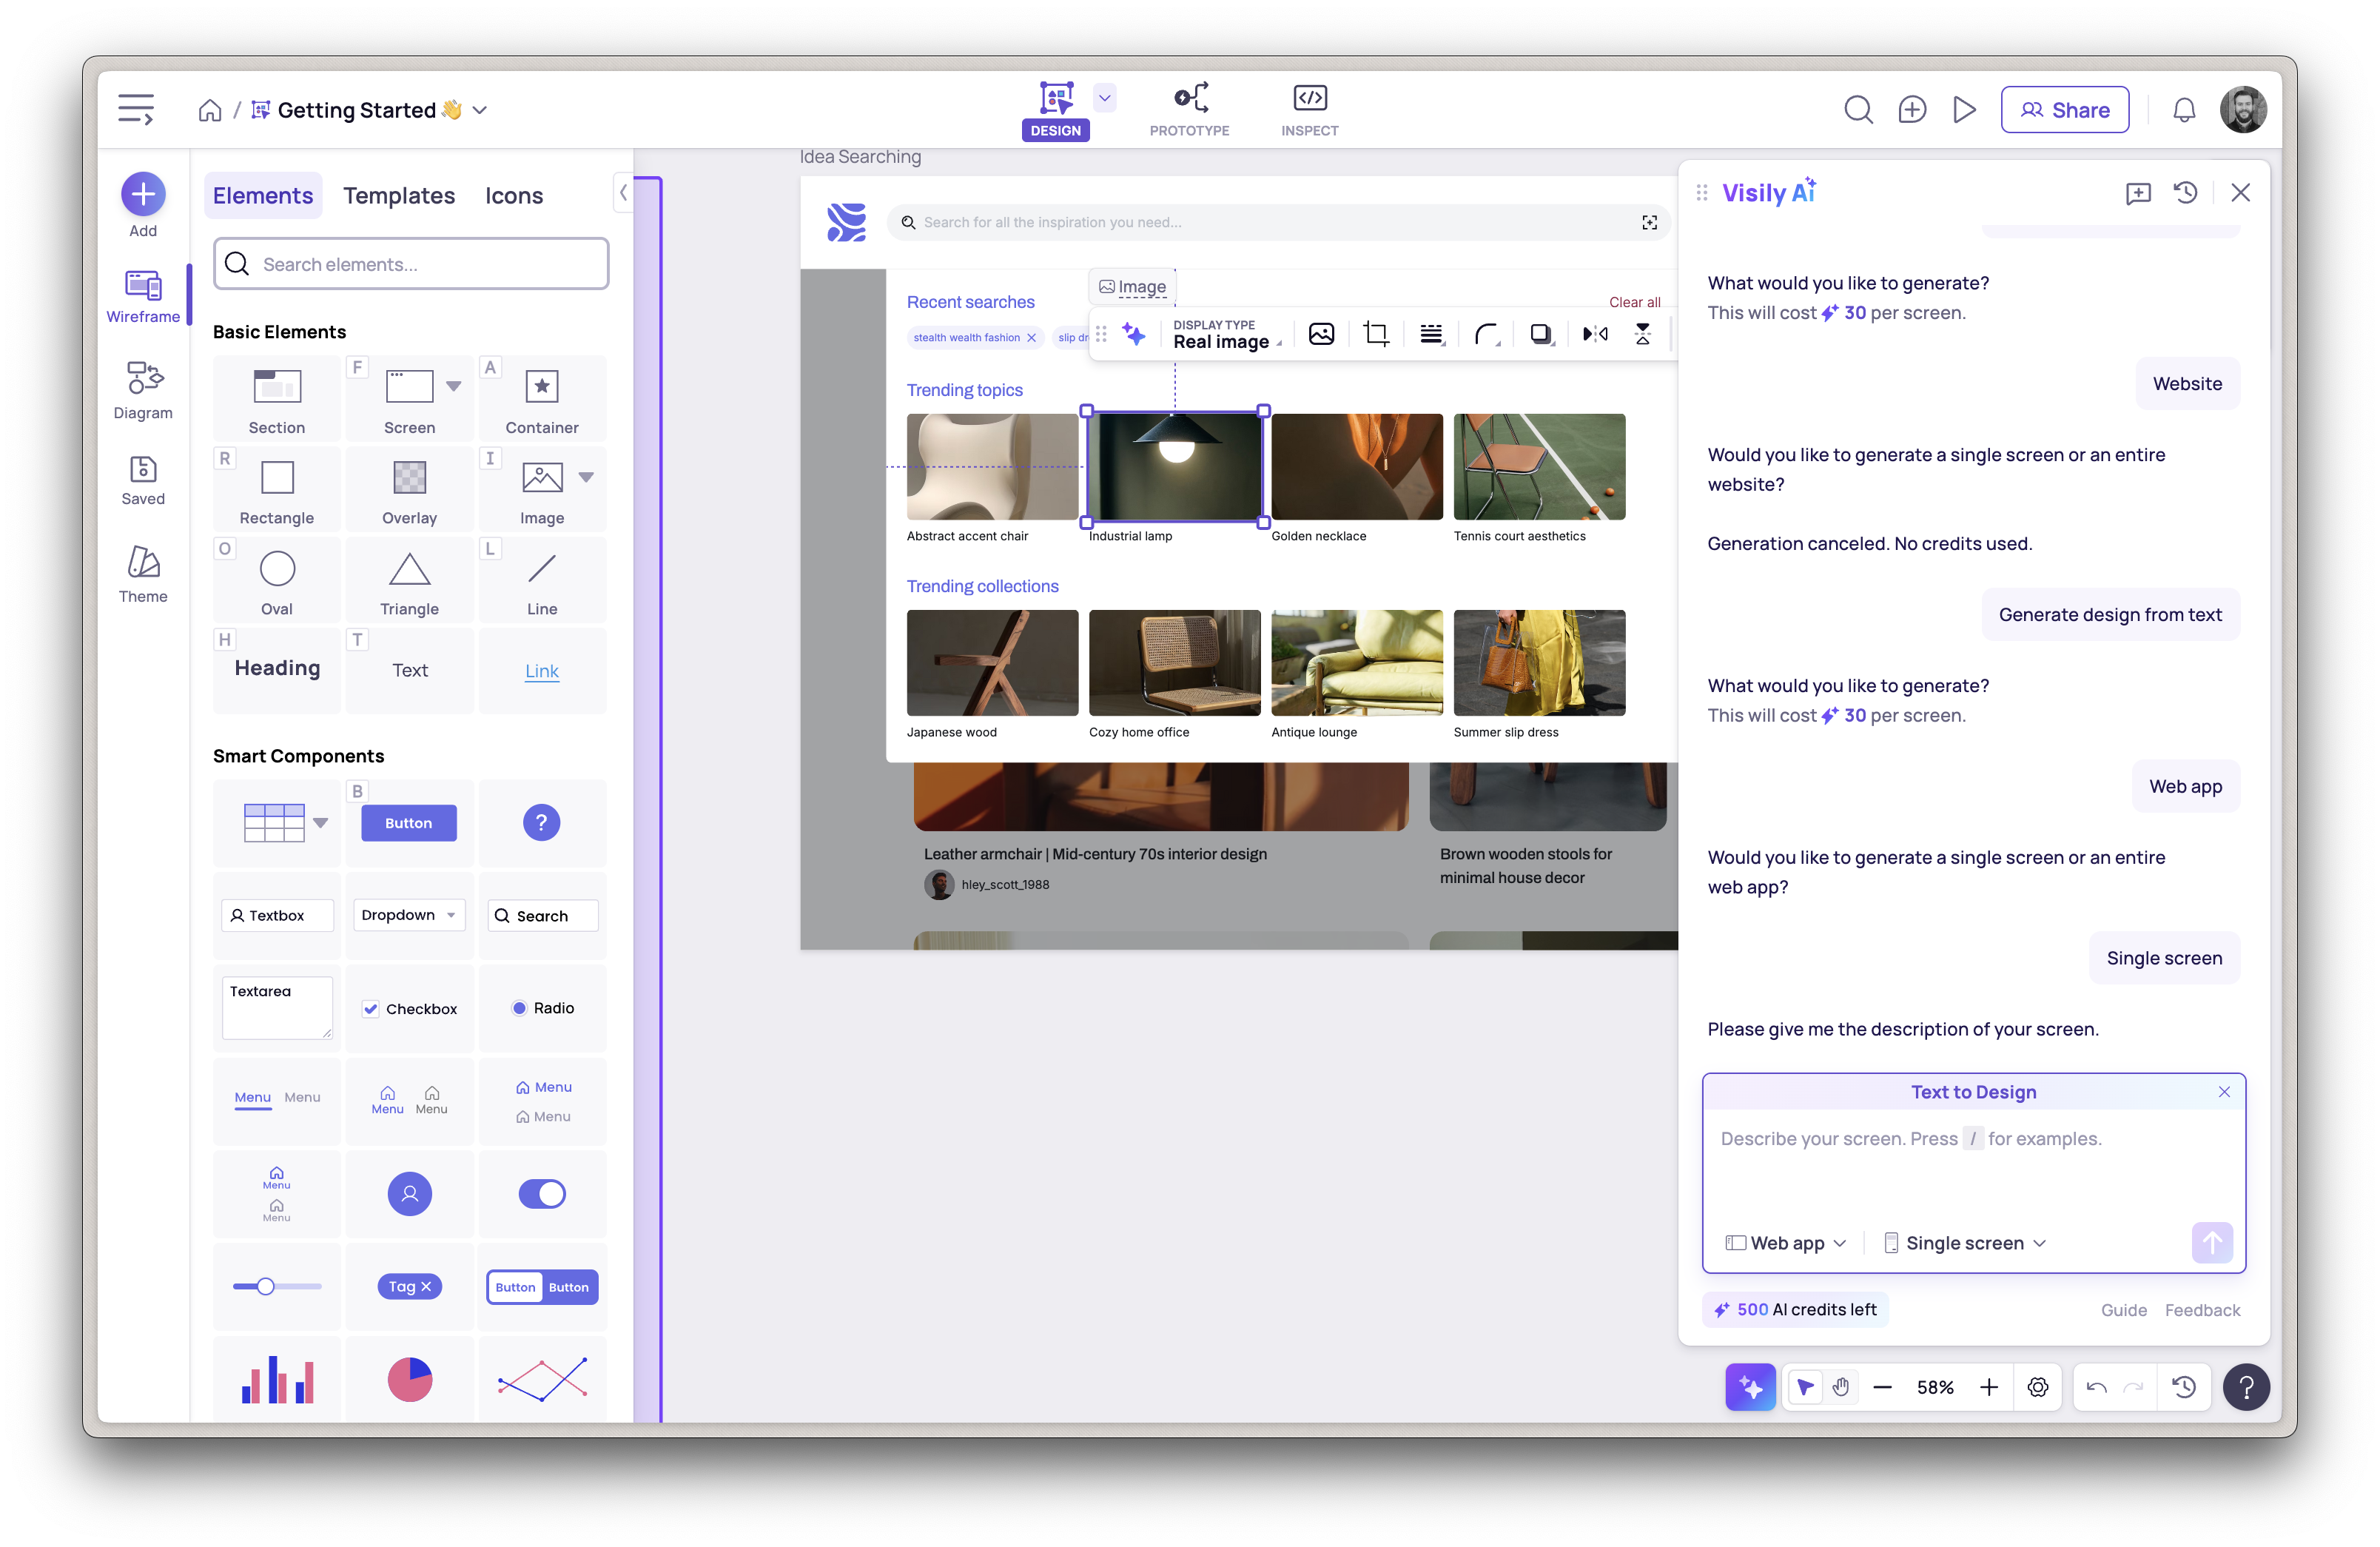 Getting Started 👋
DESIGN
PROTOTYPE
INSPECT
Share
Add
Wireframe
Diagram
Saved
Theme
Elements
Templates
Icons
Search elements...
Basic Elements
Section
F
Screen
A
Container
R
Rectangle
Overlay
I
Image
O
Oval
Triangle
L
Line
H
Heading
T
Text
Link
Smart Components
B
Button
?
Textbox
Dropdown
Search
Textarea
Checkbox
Radio
Menu Menu
Menu Menu
Menu
Menu
Menu
Menu
Tag
Button Button
Idea Searching
Search for all the inspiration you need...
Image
Recent searches
Clear all
stealth wealth fashion
slip dr
DISPLAY TYPE
Real image
Trending topics
Abstract accent chair
Industrial lamp
Golden necklace
Tennis court aesthetics
Trending collections
Japanese wood
Cozy home office
Antique lounge
Summer slip dress
Leather armchair | Mid-century 70s interior design
hley_scott_1988
Brown wooden stools for
minimal house decor
Visily Ai
What would you like to generate?
This will cost 30 per screen.
Website
Would you like to generate a single screen or an entire
website?
Generation canceled. No credits used.
Generate design from text
What would you like to generate?
This will cost 30 per screen.
Web app
Would you like to generate a single screen or an entire
web app?
Single screen
Please give me the description of your screen.
Text to Design
Describe your screen. Press / for examples.
Web app
Single screen
500 AI credits left
Guide
Feedback
58%
?